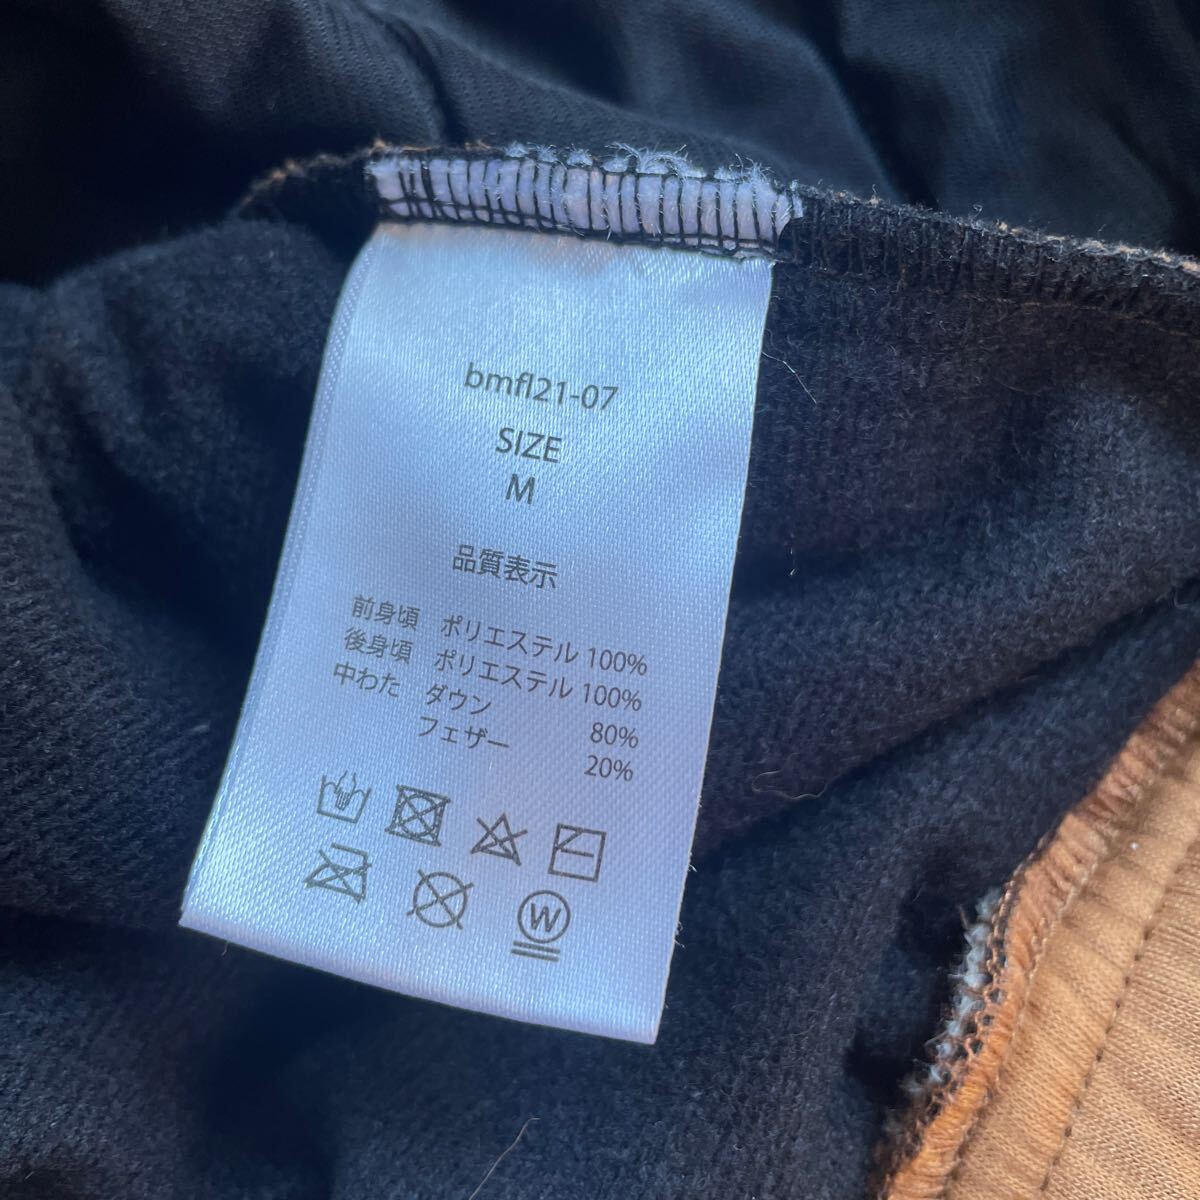 bmfl21-07
SIZE
M
品質表示
前身頃 ポリエステル 100%
後身頃 ポリエステル 100%
中わた ダウン 80%
フェザー 20%
W